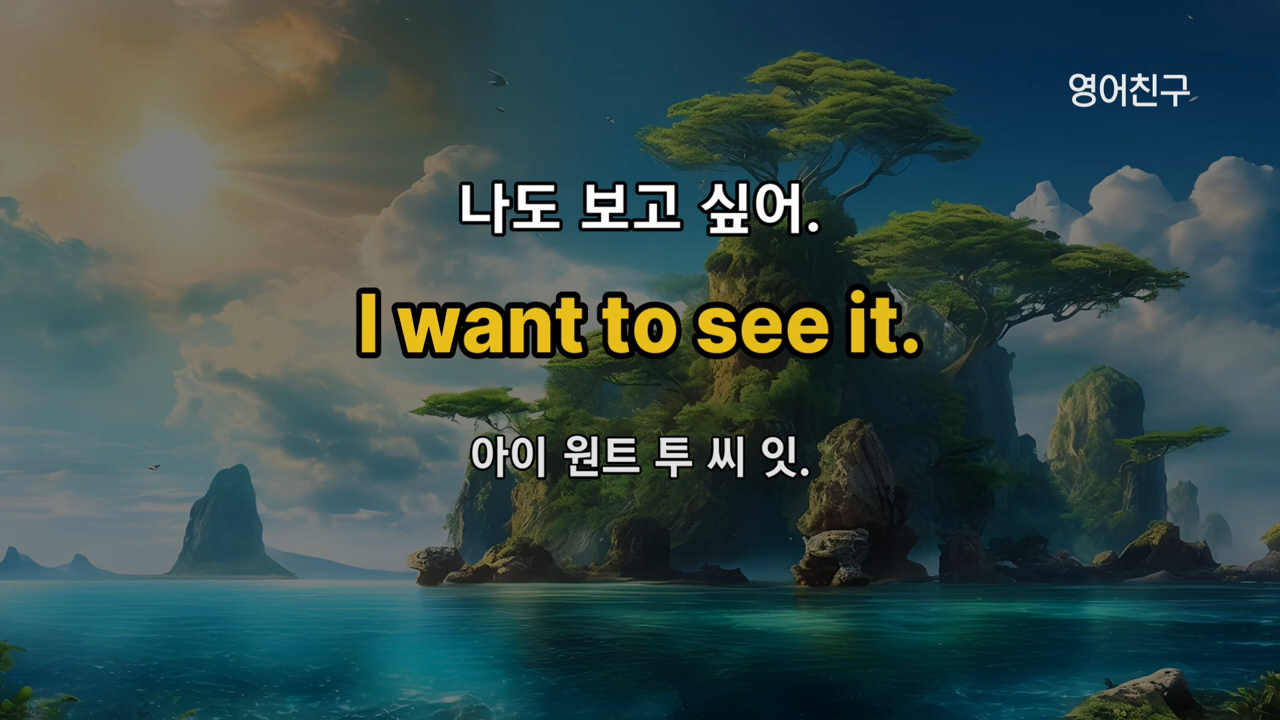 영어친구
나도 보고 싶어.
I want to see it.
아이 원트 투 씨 잇.